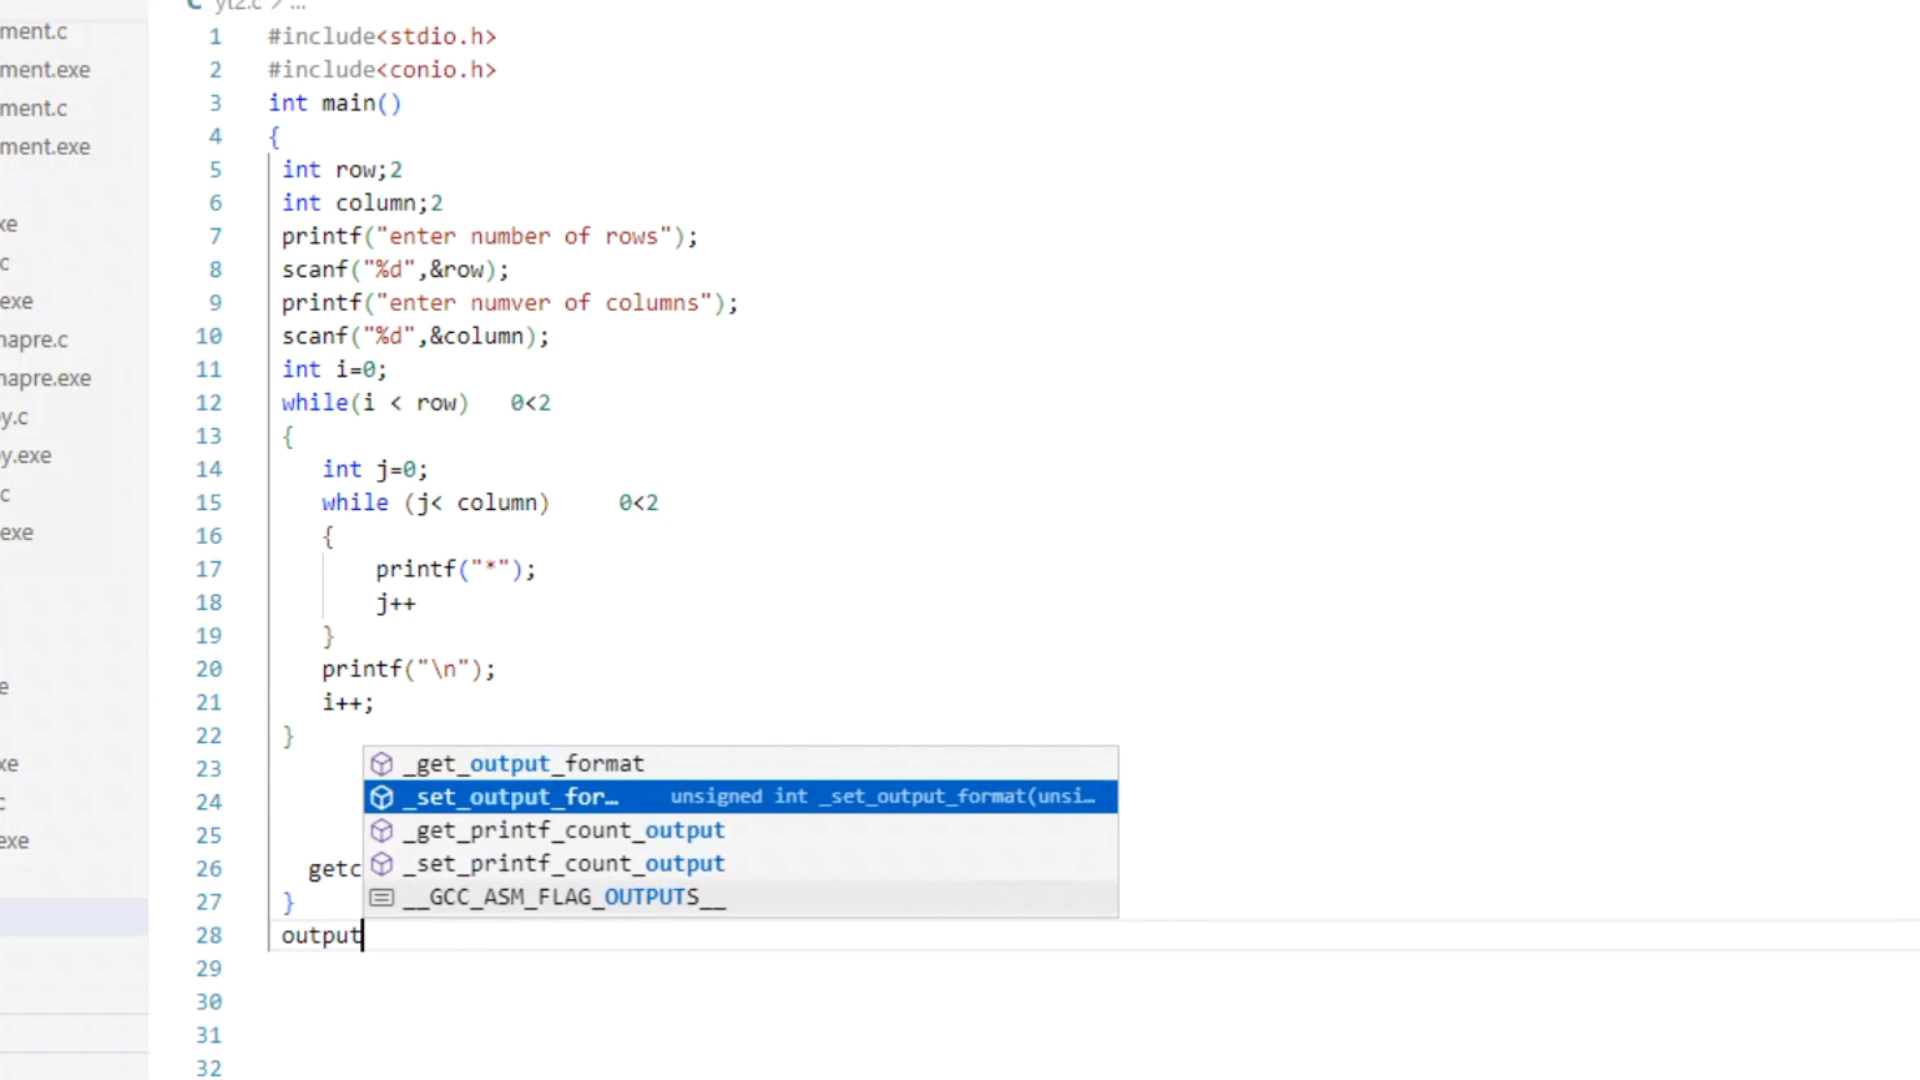 yt2.c > ...
ment.c
ment.exe
ment.c
ment.exe
xe
c
exe
napre.c
napre.exe
y.c
y.exe
c
exe
e
xe
c
exe
1 #include<stdio.h>
2 #include<conio.h>
3 int main()
4 {
5 int row;2
6 int column;2
7 printf("enter number of rows");
8 scanf("%d",&row);
9 printf("enter numver of columns");
10 scanf("%d",&column);
11 int i=0;
12 while(i < row) 0<2
13 {
14 int j=0;
15 while (j< column) 0<2
16 {
17 printf("*");
18 j++
19 }
20 printf("\n");
21 i++;
22 }
23
24
25
26 getc
27 }
28 output
29
30
31
32
_get_output_format
_set_output_for… unsigned int _set_output_format(unsi…
_get_printf_count_output
_set_printf_count_output
__GCC_ASM_FLAG_OUTPUTS__